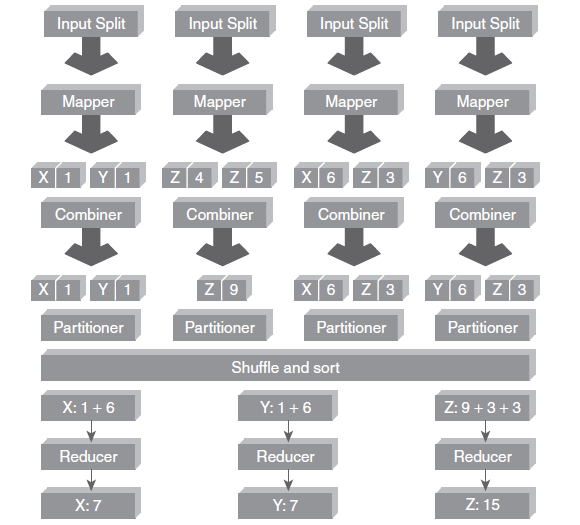 Input Split Input Split Input Split Input Split
Mapper Mapper Mapper Mapper
X 1 Y 1 Z 4 Z 5 X 6 Z 3 Y 6 Z 3
Combiner Combiner Combiner Combiner
X 1 Y 1 Z 9 X 6 Z 3 Y 6 Z 3
Partitioner Partitioner Partitioner Partitioner
Shuffle and sort
X: 1 + 6 Y: 1 + 6 Z: 9 + 3 + 3
Reducer Reducer Reducer
X: 7 Y: 7 Z: 15